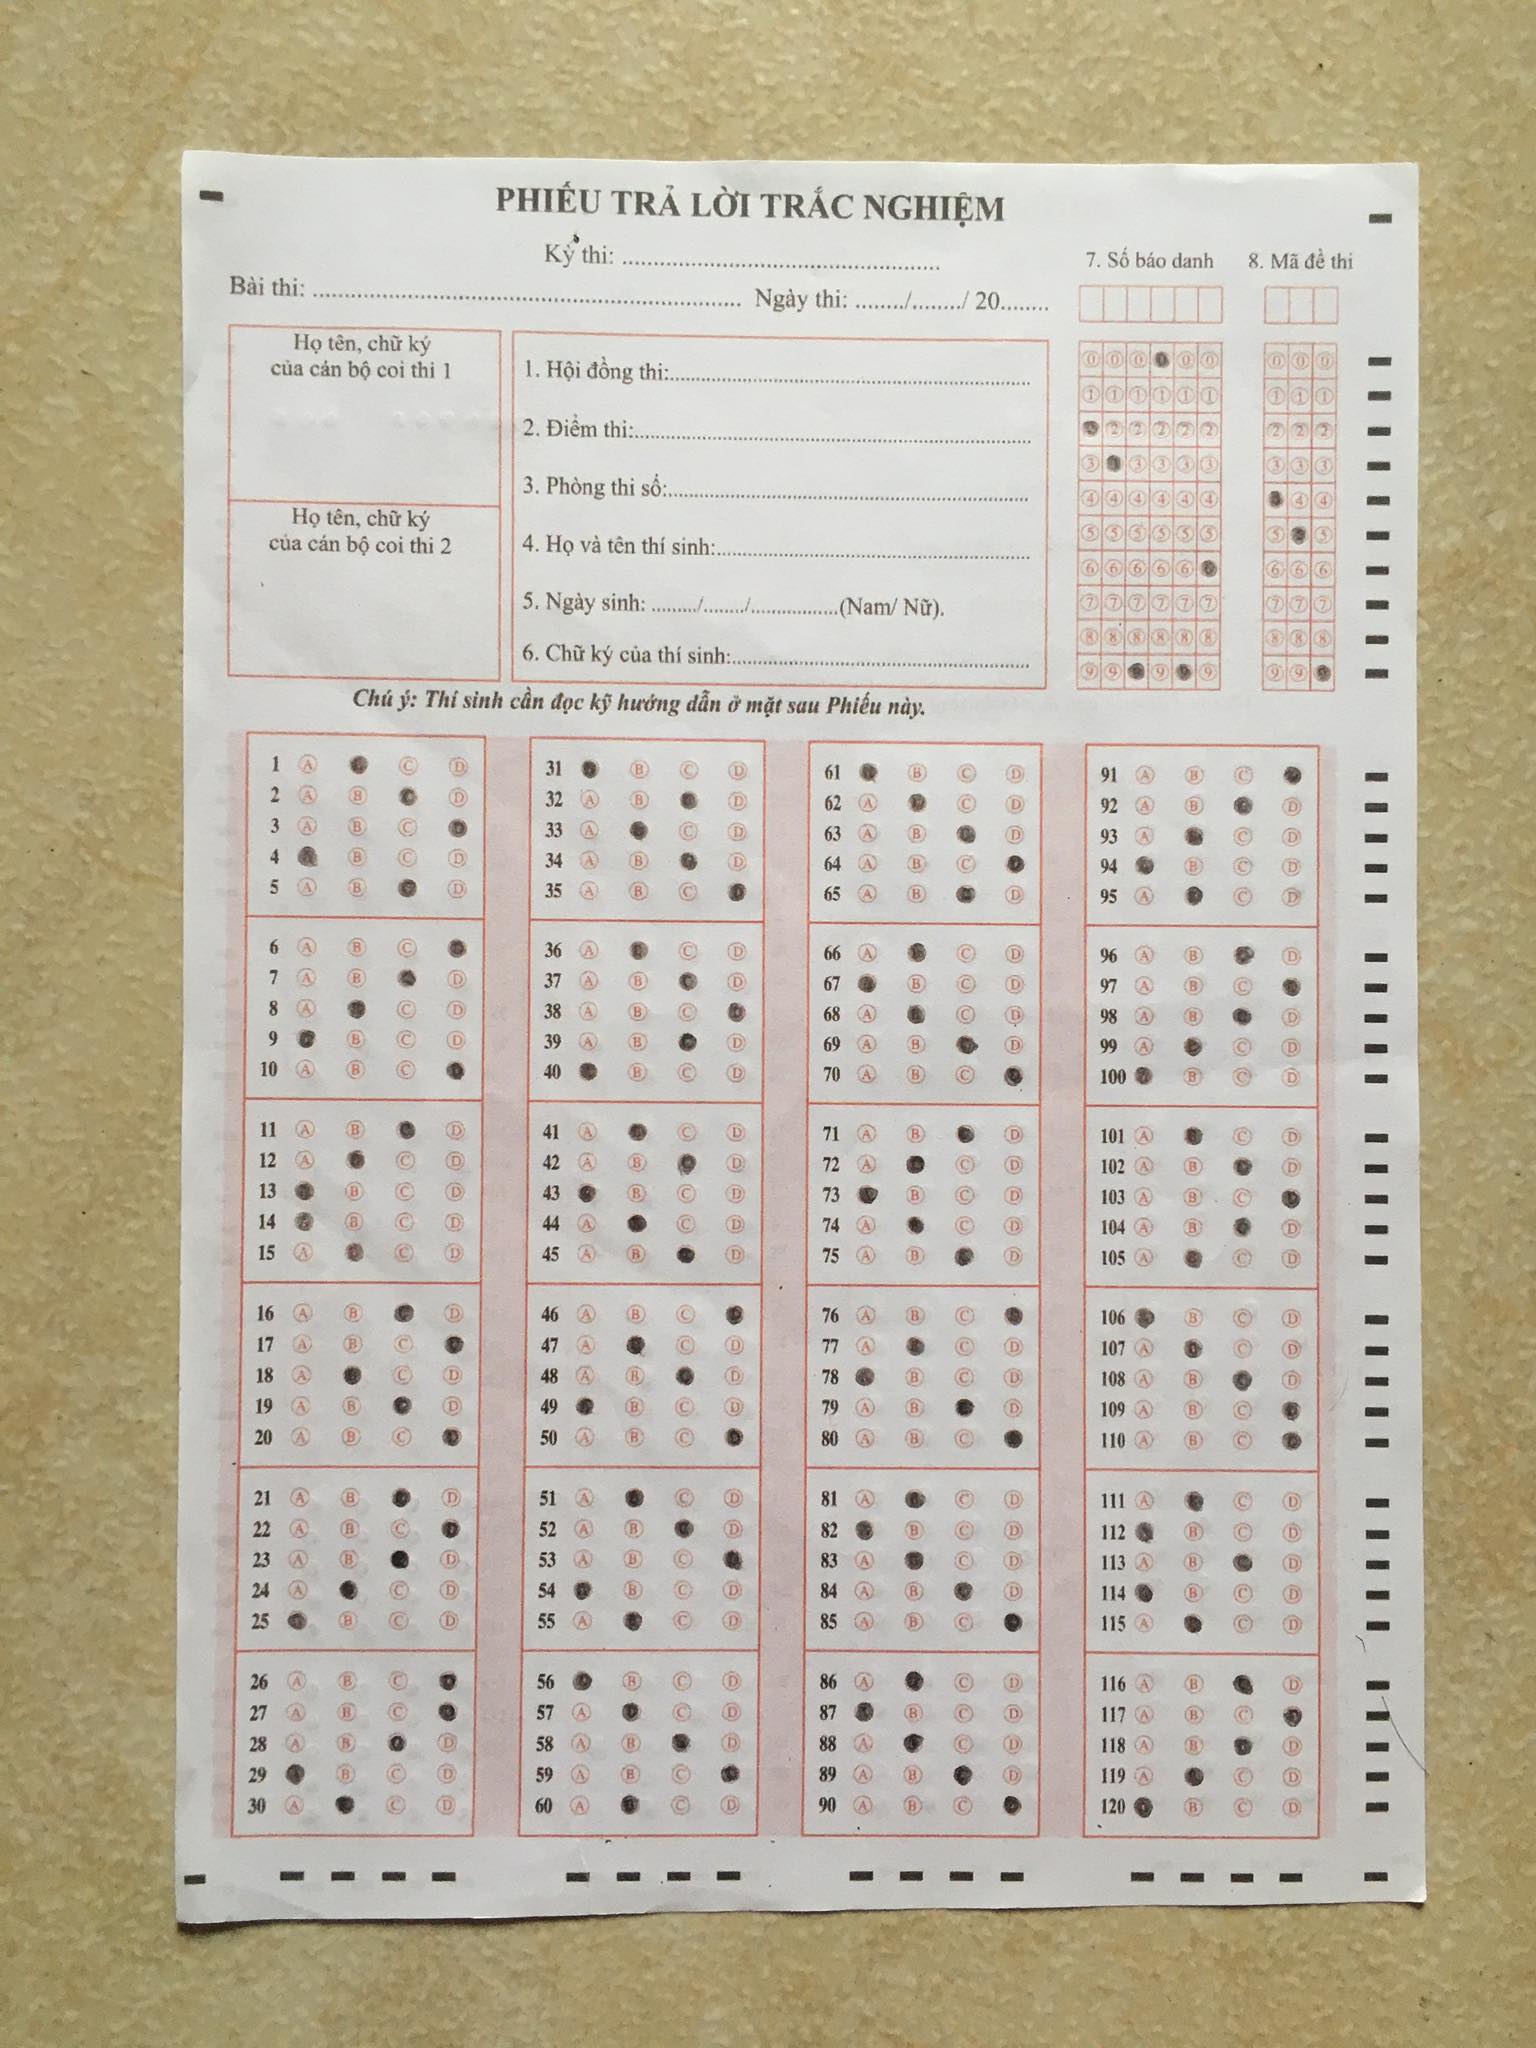 PHIẾU TRẢ LỜI TRẮC NGHIỆM
Kỳ thi: ....................................................
Bài thi: ...................................................................... Ngày thi: ......../......../ 20........
7. Số báo danh 8. Mã đề thi
Họ tên, chữ ký
của cán bộ coi thi 1
Họ tên, chữ ký
của cán bộ coi thi 2
1. Hội đồng thi:............................................................
2. Điểm thi:..................................................................
3. Phòng thi số:............................................................
4. Họ và tên thí sinh:....................................................
5. Ngày sinh: ......../......./...............(Nam/ Nữ).
6. Chữ ký của thí sinh:.................................................
0 0 0 0 0 0 0 0
1 1 1 1 1 1 1 1 1
2 2 2 2 2 2 2 2
3 3 3 3 3 3 3 3
4 4 4 4 4 4 4 4
5 5 5 5 5 5 5 5
6 6 6 6 6 6 6 6
7 7 7 7 7 7 7 7 7
8 8 8 8 8 8 8 8 8
9 9 9 9 9 9
Chú ý: Thí sinh cần đọc kỹ hướng dẫn ở mặt sau Phiếu này.
1 A C D
2 A B D
3 A B C
4 B C D
5 A B D
6 A B C
7 A B D
8 A C D
9 B C D
10 A B C
11 A B D
12 A C D
13 B C D
14 B C D
15 A C D
16 A B D
17 A B C
18 A C D
19 A B D
20 A B C
21 A B D
22 A B C
23 A B D
24 A C D
25 B C D
26 A B C
27 A B C
28 A B D
29 B C D
30 A C D
31 B C D
32 A B D
33 A C D
34 A B D
35 A B C
36 A C D
37 A B D
38 A B C
39 A B D
40 B C D
41 A C D
42 A B D
43 B C D
44 A C D
45 A B D
46 A B C
47 A C D
48 A B D
49 B C D
50 A B C
51 A C D
52 A B D
53 A B C
54 B C D
55 A C D
56 B C D
57 A C D
58 A B D
59 A B C
60 A C D
61 B C D
62 A C D
63 A B D
64 A B C
65 A B D
66 A C D
67 B C D
68 A C D
69 A B D
70 A B C
71 A B D
72 A C D
73 B C D
74 A C D
75 A B D
76 A B C
77 A C D
78 B C D
79 A B D
80 A B C
81 A C D
82 B C D
83 A C D
84 A B D
85 A B C
86 A C D
87 B C D
88 A C D
89 A B D
90 A B C
91 A B C
92 A B D
93 A C D
94 B C D
95 A C D
96 A B D
97 A B C
98 A B D
99 A C D
100 B C D
101 A C D
102 A B D
103 A B C
104 A B D
105 A C D
106 B C D
107 A C D
108 A B D
109 A B C
110 A B C
111 A C D
112 B C D
113 A B D
114 B C D
115 A C D
116 A B D
117 A B C
118 A B D
119 A C D
120 B C D